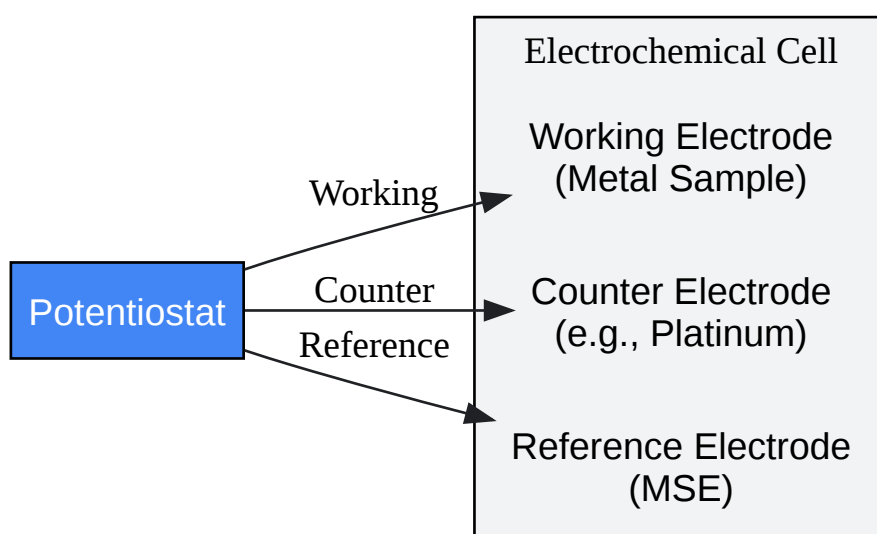 Electrochemical Cell
Working Electrode
(Metal Sample)
Working
Potentiostat
Counter
Counter Electrode
(e.g., Platinum)
Reference
Reference Electrode
(MSE)